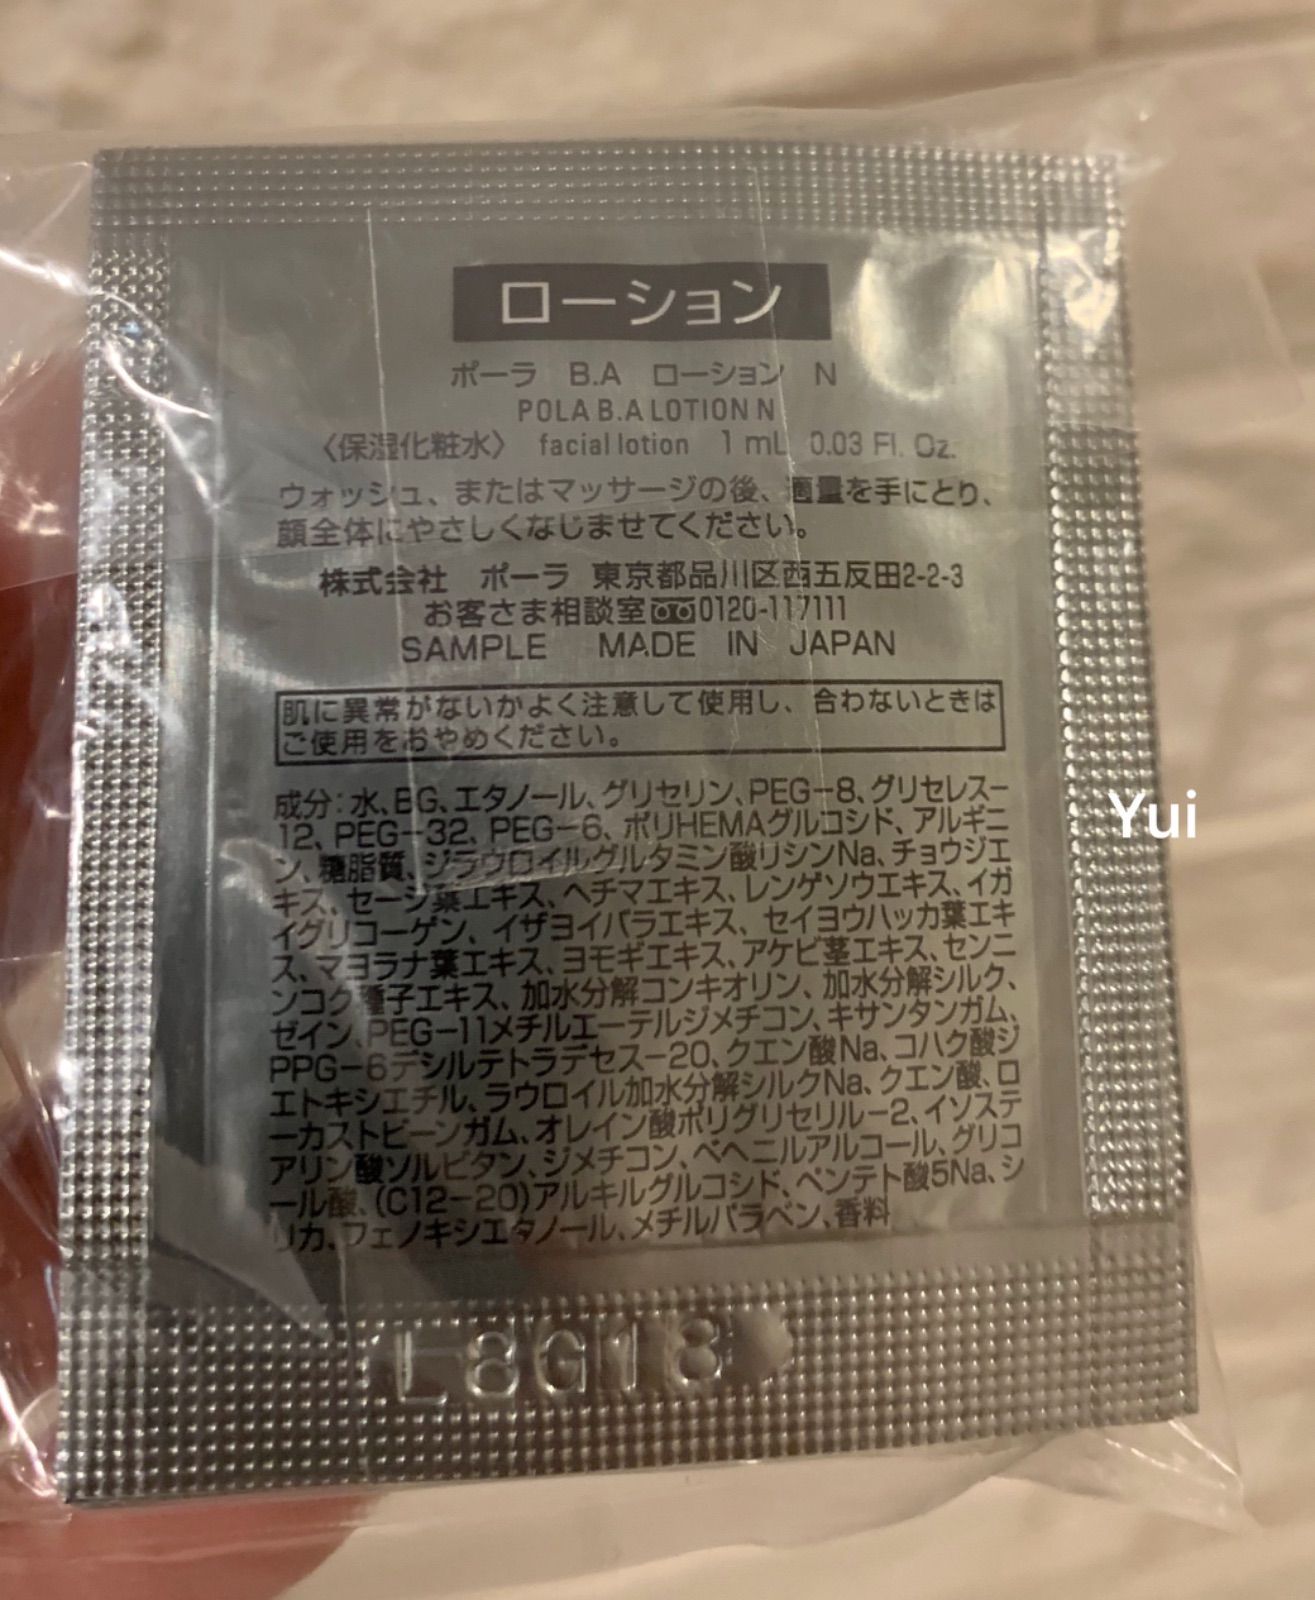 ローション
ポーラ B.A ローション N
POLA B.A LOTION N
〈保湿化粧水〉 facial lotion 1 mL 0.03 Fl. Oz.
ウォッシュ、またはマッサージの後、適量を手にとり、
顔全体にやさしくなじませてください。
株式会社 ポーラ 東京都品川区西五反田2-2-3
お客さま相談室 0120-117111
SAMPLE MADE IN JAPAN
肌に異常がないかよく注意して使用し、合わないときは
ご使用をおやめください。
成分:水、BG、エタノール、グリセリン、PEG-8、グリセレス-
12、PEG-32、PEG-6、ポリHEMAグルコシド、アルギニ
ン、糖脂質、ジラウロイルグルタミン酸リシンNa、チョウジエ
キス、セージ葉エキス、ヘチマエキス、レンゲソウエキス、イガ
イグリコーゲン、イザヨイバラエキス、セイヨウハッカ葉エキ
ス、マヨラナ葉エキス、ヨモギエキス、アケビ茎エキス、センニ
ンコク種子エキス、加水分解コンキオリン、加水分解シルク、
ゼイン、PEG-11メチルエーテルジメチコン、キサンタンガム、
PPG-6デシルテトラデセス-20、クエン酸Na、コハク酸ジ
エトキシエチル、ラウロイル加水分解シルクNa、クエン酸、ロ
ーカストビーンガム、オレイン酸ポリグリセリル-2、イソステ
アリン酸ソルビタン、ジメチコン、ベヘニルアルコール、グリコ
ール酸、(C12-20)アルキルグルコシド、ペンテト酸5Na、シ
リカ、フェノキシエタノール、メチルパラベン、香料
L8G18
Yui